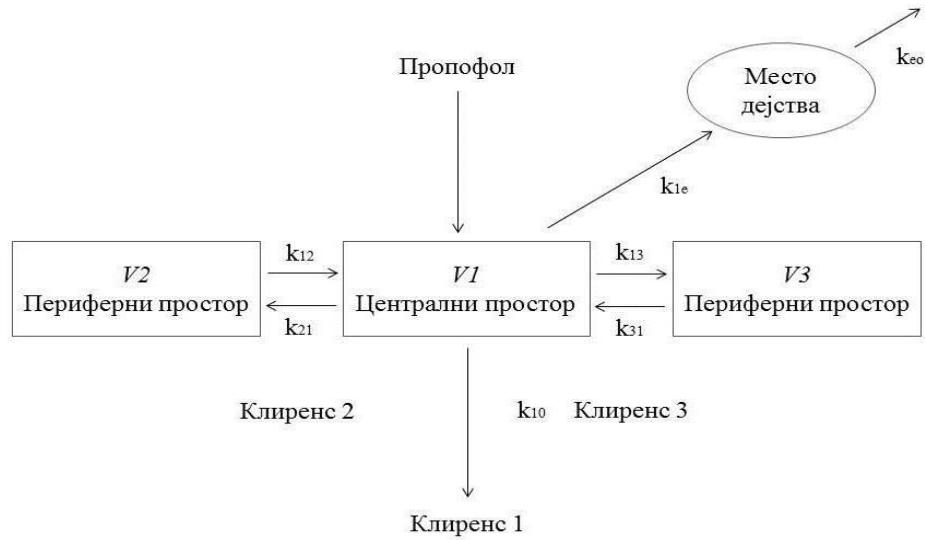 Пропофол
Место
дејства
keo
k1e
V2
Периферни простор
k12
k21
V1
Централни простор
k13
k31
V3
Периферни простор
Клиренс 2
k10
Клиренс 3
Клиренс 1